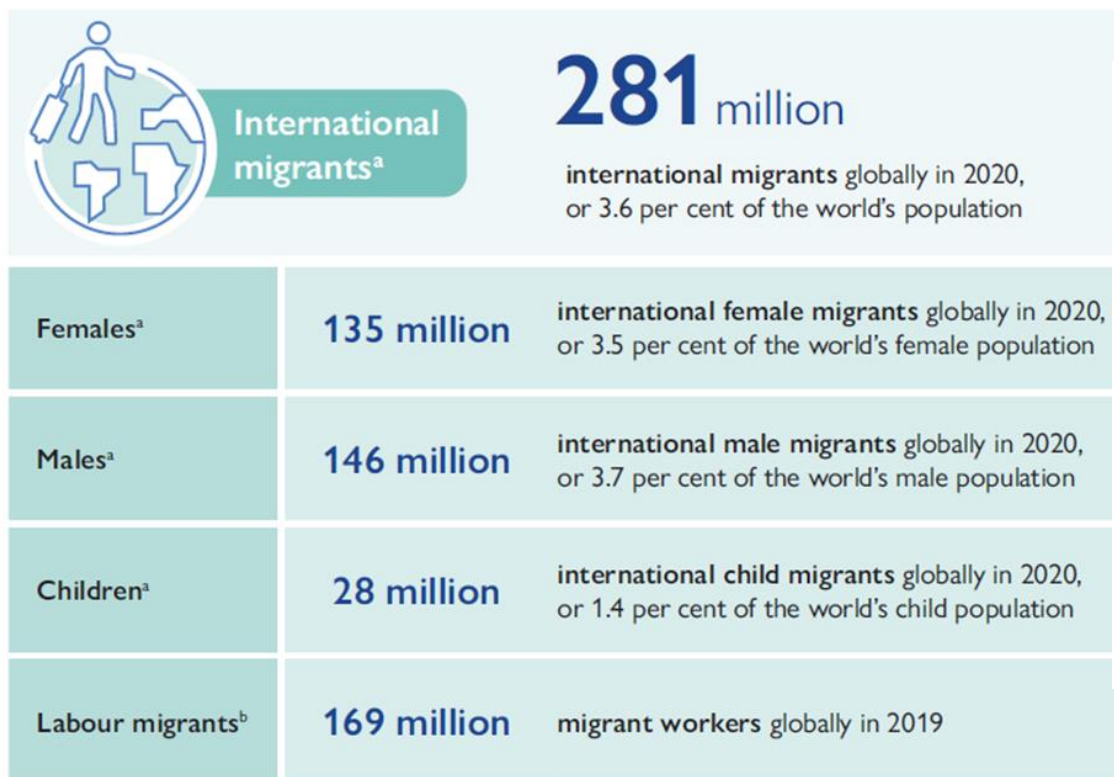 International
migrantsᵃ
281 million
international migrants globally in 2020,
or 3.6 per cent of the world's population
Femalesᵃ
135 million
international female migrants globally in 2020,
or 3.5 per cent of the world's female population
Malesᵃ
146 million
international male migrants globally in 2020,
or 3.7 per cent of the world's male population
Childrenᵃ
28 million
international child migrants globally in 2020,
or 1.4 per cent of the world's child population
Labour migrantsᵇ
169 million
migrant workers globally in 2019